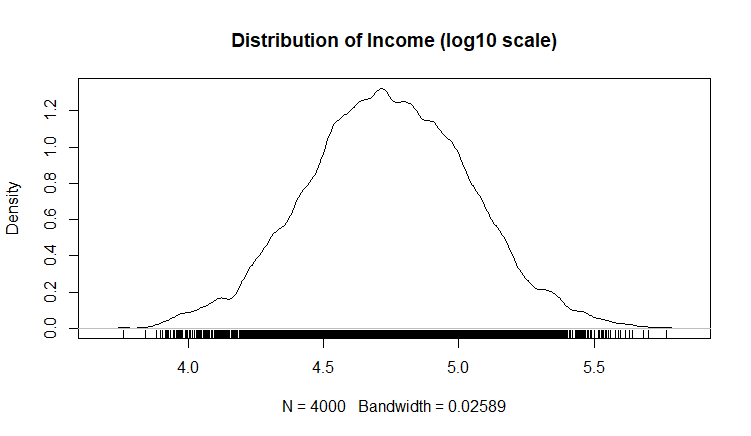 Distribution of Income (log10 scale)
Density
0.0 0.2 0.4 0.6 0.8 1.0 1.2
4.0 4.5 5.0 5.5
N = 4000 Bandwidth = 0.02589